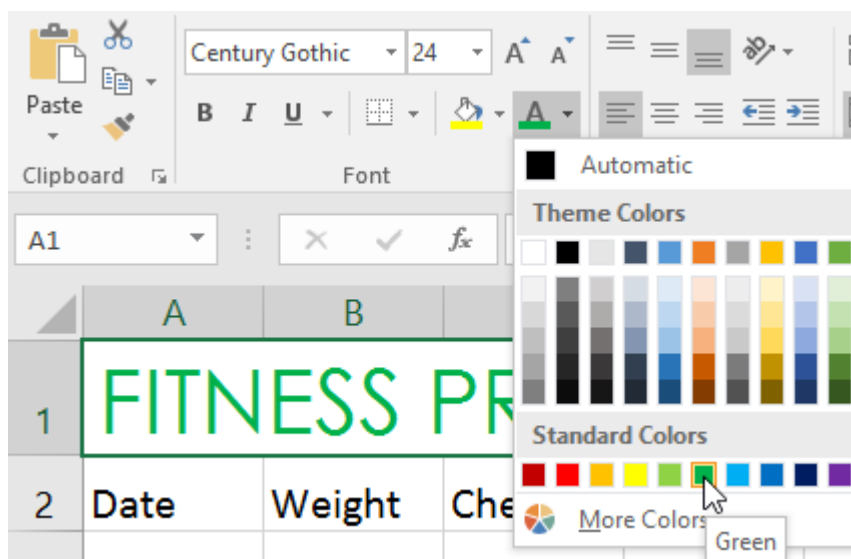 Century Gothic 24 A A
Paste
B I U A
Clipboard Font
Automatic
Theme Colors
A1 fx
A B
1 FITNESS PR
Standard Colors
2 Date Weight Che
More Colors
Green